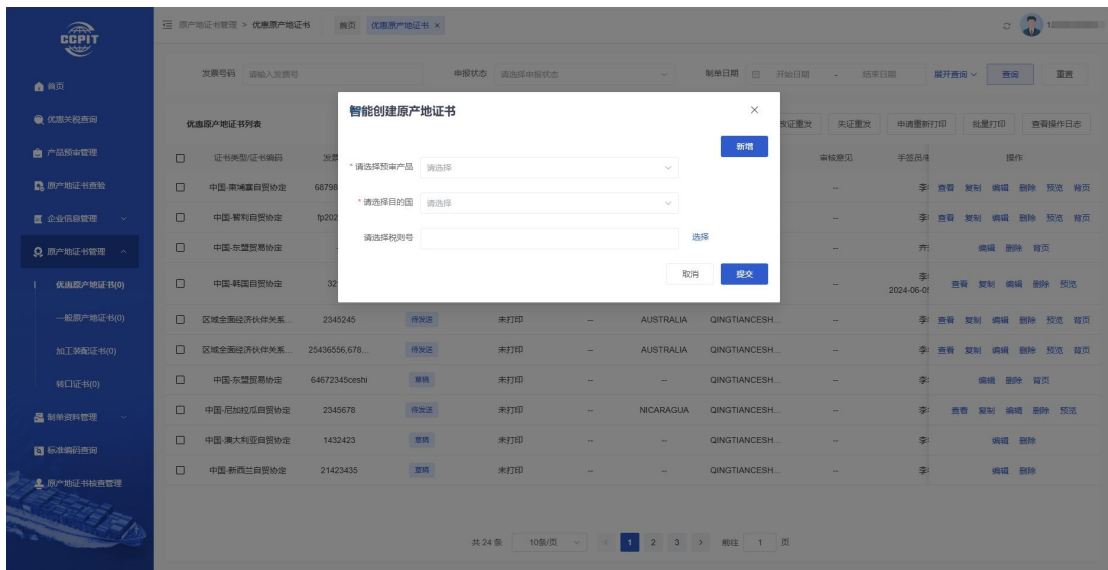 CCPIT
原产地证书管理 > 优惠原产地证书
首页
优惠原产地证书 ×
首页
优惠关税查询
产品预审管理
原产地证书查验
企业信息管理
原产地证书管理
优惠原产地证书(0)
一般原产地证书(0)
加工装配证书(0)
转口证书(0)
制单资料管理
标准编码查询
原产地证书核查管理
发票号码 请输入发票号 申报状态 请选择申报状态 制单日期 开始日期 - 结束日期 展开查询 查询 重置
优惠原产地证书列表
改证重发 失证重发 申请重新打印 批量打印 查看操作日志
智能创建原产地证书
新增
* 请选择预审产品 请选择
* 请选择目的国 请选择
请选择税则号 选择
取消 提交
证书类型/证书编码 审核意见 手签员/ 操作
中国-柬埔寨自贸协定 68798 -- 李 查看 复制 编辑 删除 预览 背页
中国-智利自贸协定 fp202 -- 李 查看 复制 编辑 删除 预览 背页
中国-东盟贸易协定 -- 编辑 删除 背页
中国-韩国自贸协定 32 -- 李 查看 复制 编辑 删除 预览
2024-06-05
区域全面经济伙伴关系... 2345245 待发送 未打印 -- AUSTRALIA QINGTIANCESH... -- 李 查看 复制 编辑 删除 预览 背页
区域全面经济伙伴关系... 25436556,678... 待发送 未打印 -- AUSTRALIA QINGTIANCESH... -- 李 查看 复制 编辑 删除 预览 背页
中国-东盟贸易协定 64672345ceshi 草稿 未打印 -- -- QINGTIANCESH... -- 李 编辑 删除 背页
中国-尼加拉瓜自贸协定 2345678 待发送 未打印 -- NICARAGUA QINGTIANCESH... -- 李 查看 复制 编辑 删除 预览
中国-澳大利亚自贸协定 1432423 草稿 未打印 -- -- QINGTIANCESH... -- 李 编辑 删除
中国-新西兰自贸协定 21423435 草稿 未打印 -- -- QINGTIANCESH... -- 李 编辑 删除
共 24 条 10条/页 < 1 2 3 > 前往 1 页